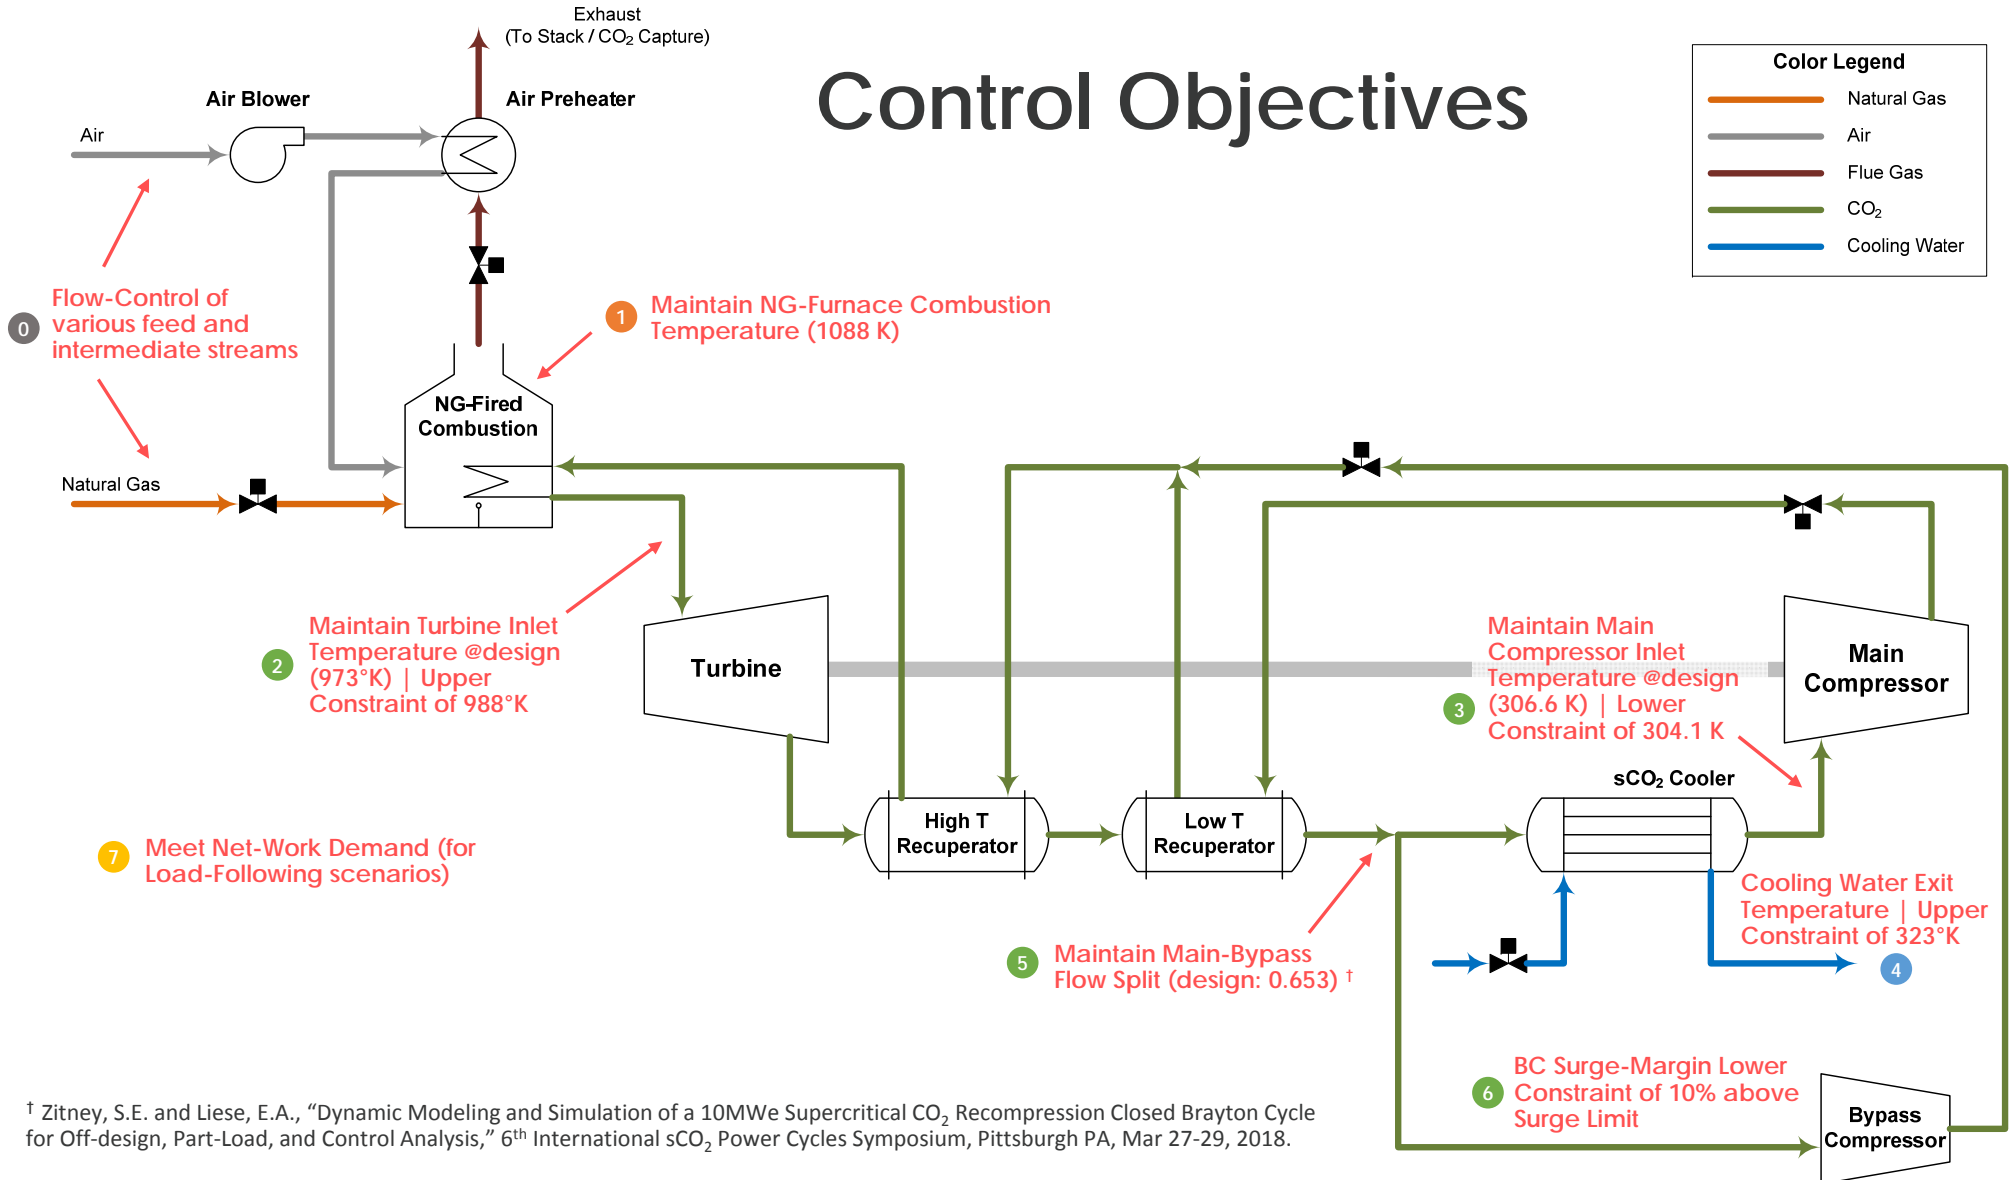 Control Objectives
Exhaust
(To Stack / CO₂ Capture)
Air Blower
Air Preheater
Air
Color Legend
Natural Gas
Air
Flue Gas
CO₂
Cooling Water
0
Flow-Control of
various feed and
intermediate streams
1
Maintain NG-Furnace Combustion
Temperature (1088 K)
NG-Fired
Combustion
Natural Gas
2
Maintain Turbine Inlet
Temperature @design
(973°K) | Upper
Constraint of 988°K
Turbine
3
Maintain Main
Compressor Inlet
Temperature @design
(306.6 K) | Lower
Constraint of 304.1 K
Main
Compressor
sCO₂ Cooler
High T
Recuperator
Low T
Recuperator
7
Meet Net-Work Demand (for
Load-Following scenarios)
Cooling Water Exit
Temperature | Upper
Constraint of 323°K
4
5
Maintain Main-Bypass
Flow Split (design: 0.653) †
6
BC Surge-Margin Lower
Constraint of 10% above
Surge Limit
Bypass
Compressor
† Zitney, S.E. and Liese, E.A., “Dynamic Modeling and Simulation of a 10MWe Supercritical CO₂ Recompression Closed Brayton Cycle
for Off-design, Part-Load, and Control Analysis,” 6th International sCO₂ Power Cycles Symposium, Pittsburgh PA, Mar 27-29, 2018.